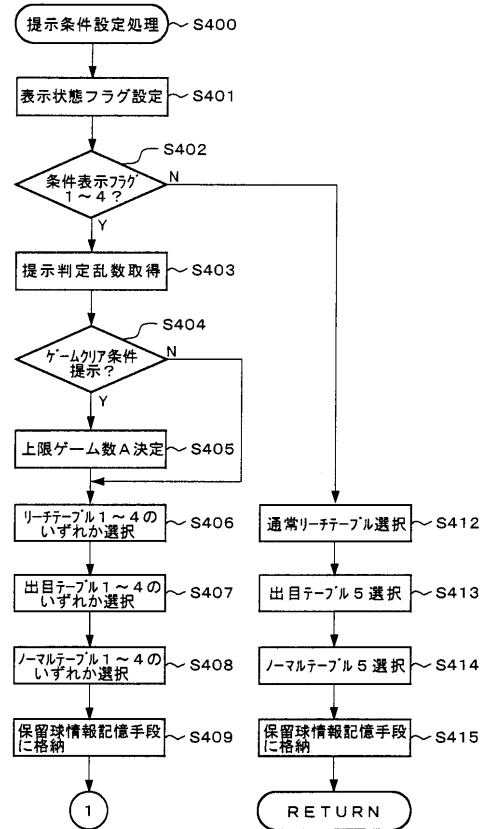 提示条件設定処理 S400
表示状態フラグ設定 S401
S402
条件表示フラグ
1～4？
N
Y
提示判定乱数取得 S403
S404
ゲームクリア条件
提示？
N
Y
上限ゲーム数A決定 S405
リーチテーブル1～4の
いずれか選択
S406
通常リーチテーブル選択 S412
出目テーブル1～4の
いずれか選択
S407
出目テーブル5選択 S413
ノーマルテーブル1～4の
いずれか選択
S408
ノーマルテーブル5選択 S414
保留球情報記憶手段
に格納
S409
保留球情報記憶手段
に格納
S415
1
RETURN